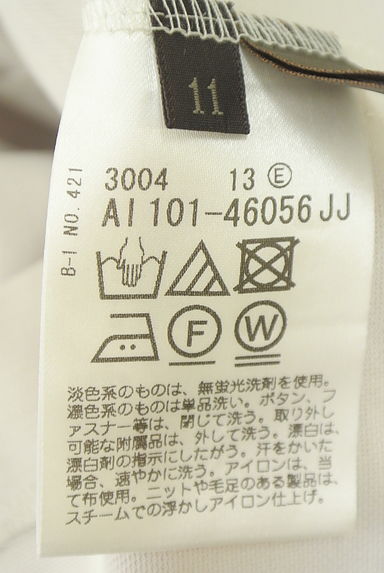 11
B-1 NO. 421
3004 13 E
AI 101-46056 JJ
F W
淡色系のものは、無蛍光洗剤を使用。
濃色系のものは単品洗い。ボタン、フ
ァスナー等は、閉じて洗う。取り外し
可能な附属品は、外して洗う。漂白は、
漂白剤の指示にしたがう。汗をかいた
場合、速やかに洗う。アイロンは、当
て布使用。ニットや毛足のある製品は、
スチームでの浮かしアイロン仕上げ。